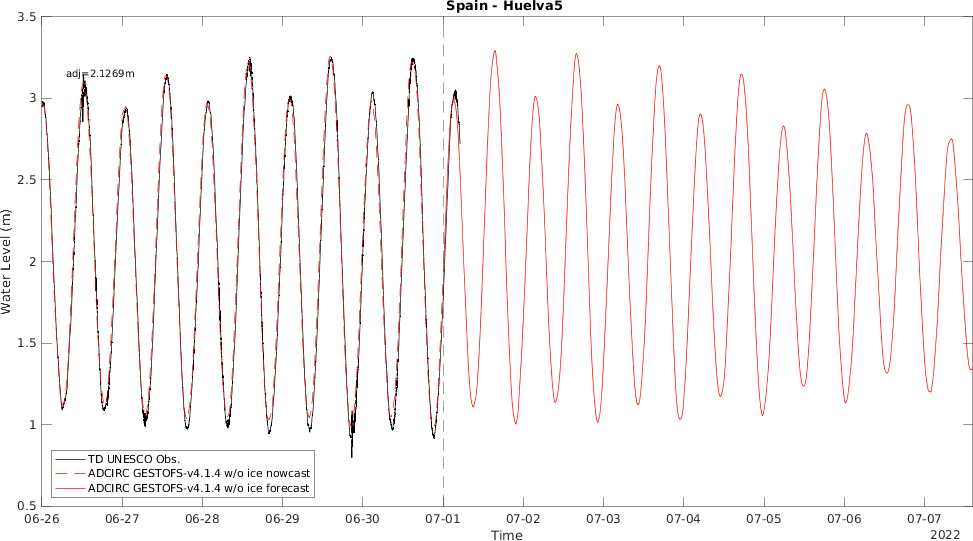 Spain - Huelva5
3.5
adj=2.1269m
3
2.5
2
1.5
1
0.5
Water Level (m)
TD UNESCO Obs.
ADCIRC GESTOFS-v4.1.4 w/o ice nowcast
ADCIRC GESTOFS-v4.1.4 w/o ice forecast
06-26 06-27 06-28 06-29 06-30 07-01 07-02 07-03 07-04 07-05 07-06 07-07
Time
2022